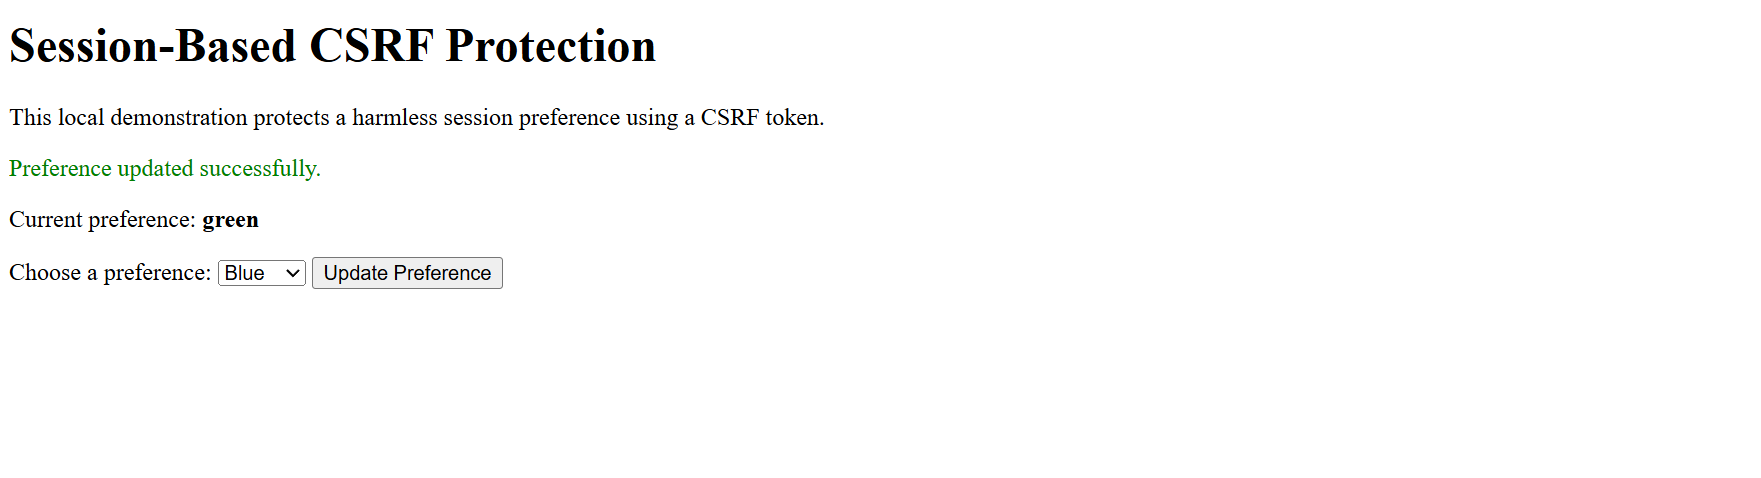 Session-Based CSRF Protection
This local demonstration protects a harmless session preference using a CSRF token.
Preference updated successfully.
Current preference: green
Choose a preference: Blue Update Preference